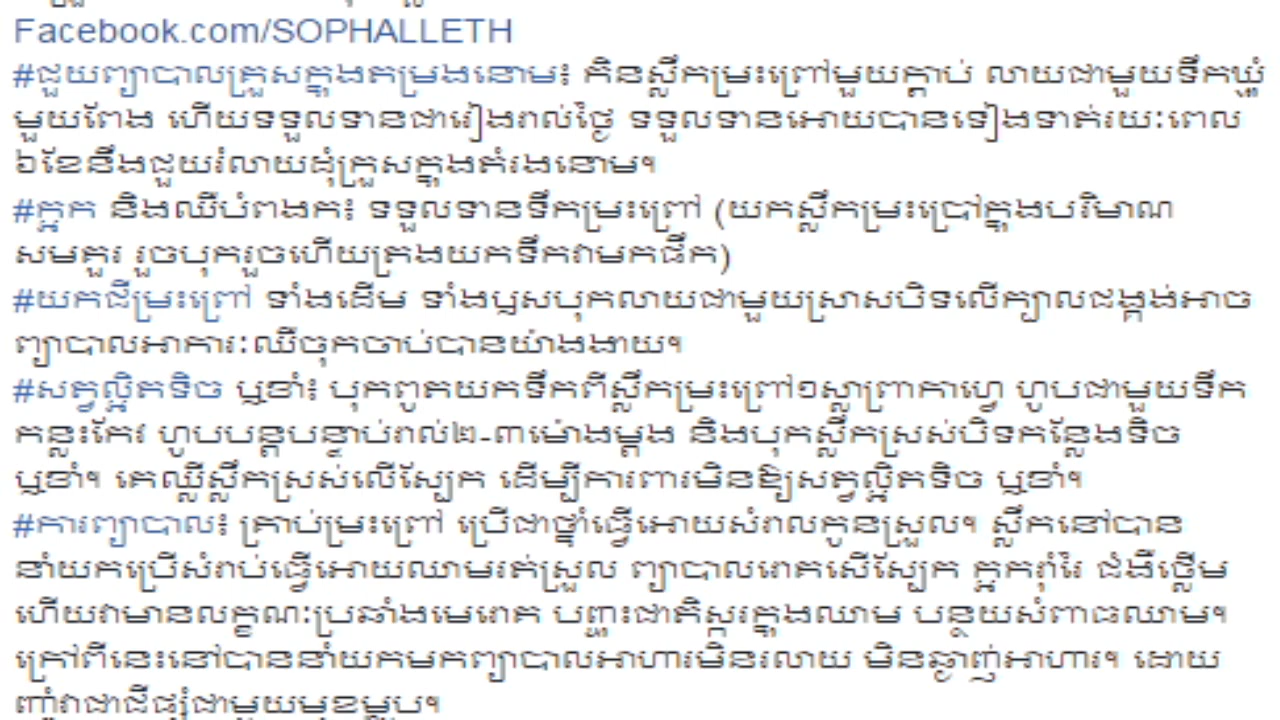 Facebook.com/SOPHALLETH
#ជួយព្យាបាលគ្រួសក្នុងតម្រងនោម៖ កិនស្លឹកម្រះព្រៅមួយក្តាប់ លាយជាមួយទឹកឃ្មុំ
មួយពែង ហើយទទួលទានជារៀងរាល់ថ្ងៃ ទទួលទានអោយបានទៀងទាត់រយៈពេល
៦ខែនឹងជួយរំលាយដុំគ្រួសក្នុងតំរងនោម។
#ក្អក និងឈឺបំពងក៖ ទទួលទានទឹកម្រះព្រៅ (យកស្លឹកម្រះប្រៅក្នុងបរិមាណ
សមគួរ រួចបុករួចហើយត្រងយកទឹកវាមកផឹក)
#យកជីម្រះព្រៅ ទាំងដើម ទាំងឫសបុកលាយជាមួយស្រាសបិទលើក្បាលជង្គង់អាច
ព្យាបាលអាការៈឈឺចុកចាប់បានយ៉ាងងាយ។
#សត្វល្អិតទិច ឬខាំ៖ បុកពូតយកទឹកពីស្លឹកម្រះព្រៅ១ស្លាព្រាកាហ្វេ ហូបជាមួយទឹក
កន្លះកែវ ហូបបន្តបន្ទាប់រាល់២-៣ម៉ោងម្តង និងបុកស្លឹកស្រស់បិទកន្លែងទិច
ឬខាំ។ គេឈ្លីស្លឹកស្រស់លើស្បែក ដើម្បីការពារមិនឱ្យសត្វល្អិតទិច ឬខាំ។
#ការព្យាបាល៖ គ្រាប់ម្រះព្រៅ ប្រើជាថ្នាំធ្វើអោយសំរាលកូនស្រួល។ ស្លឹកនៅបាន
នាំយកប្រើសំរាប់ធ្វើអោយឈាមរត់ស្រួល ព្យាបាលរោគសើស្បែក ក្អករ៉ាំរ៉ៃ ជំងឺថ្លើម
ហើយវាមានលក្ខណៈប្រឆាំងមេរោគ បញ្ចុះជាតិស្ករក្នុងឈាម បន្ថយសំពាធឈាម។
ក្រៅពីនេះនៅបាននាំយកមកព្យាបាលអាហារមិនរលាយ មិនឆ្ងាញ់អាហារ។ ដោយ
ញ៉ាំវាជាជីផ្សំជាមួយមុខម្ហូប។